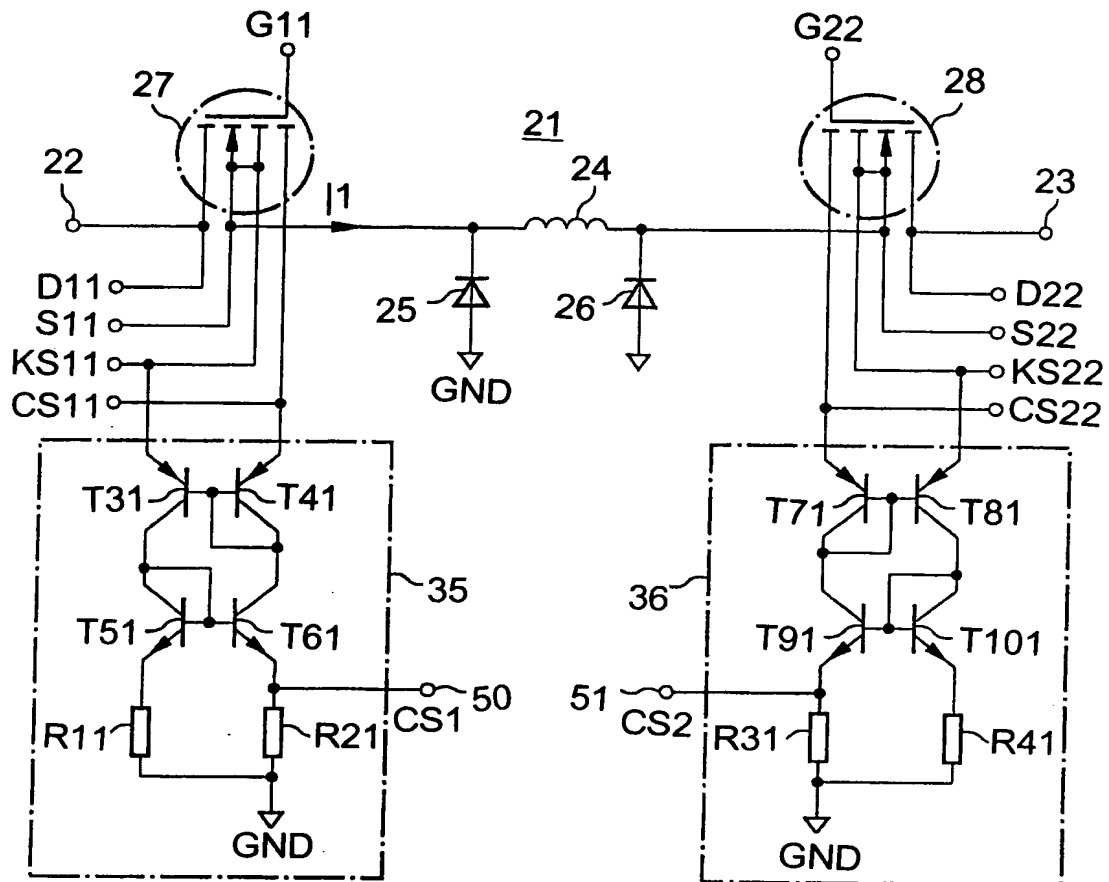 G11
G22
27
28
21
22
24
23
I1
D11
25
26
D22
S11
S22
KS11
GND
KS22
CS11
CS22
T31
T41
T71
T81
35
36
T51
T61
T91
T101
50
51
CS1
CS2
R11
R21
R31
R41
GND
GND